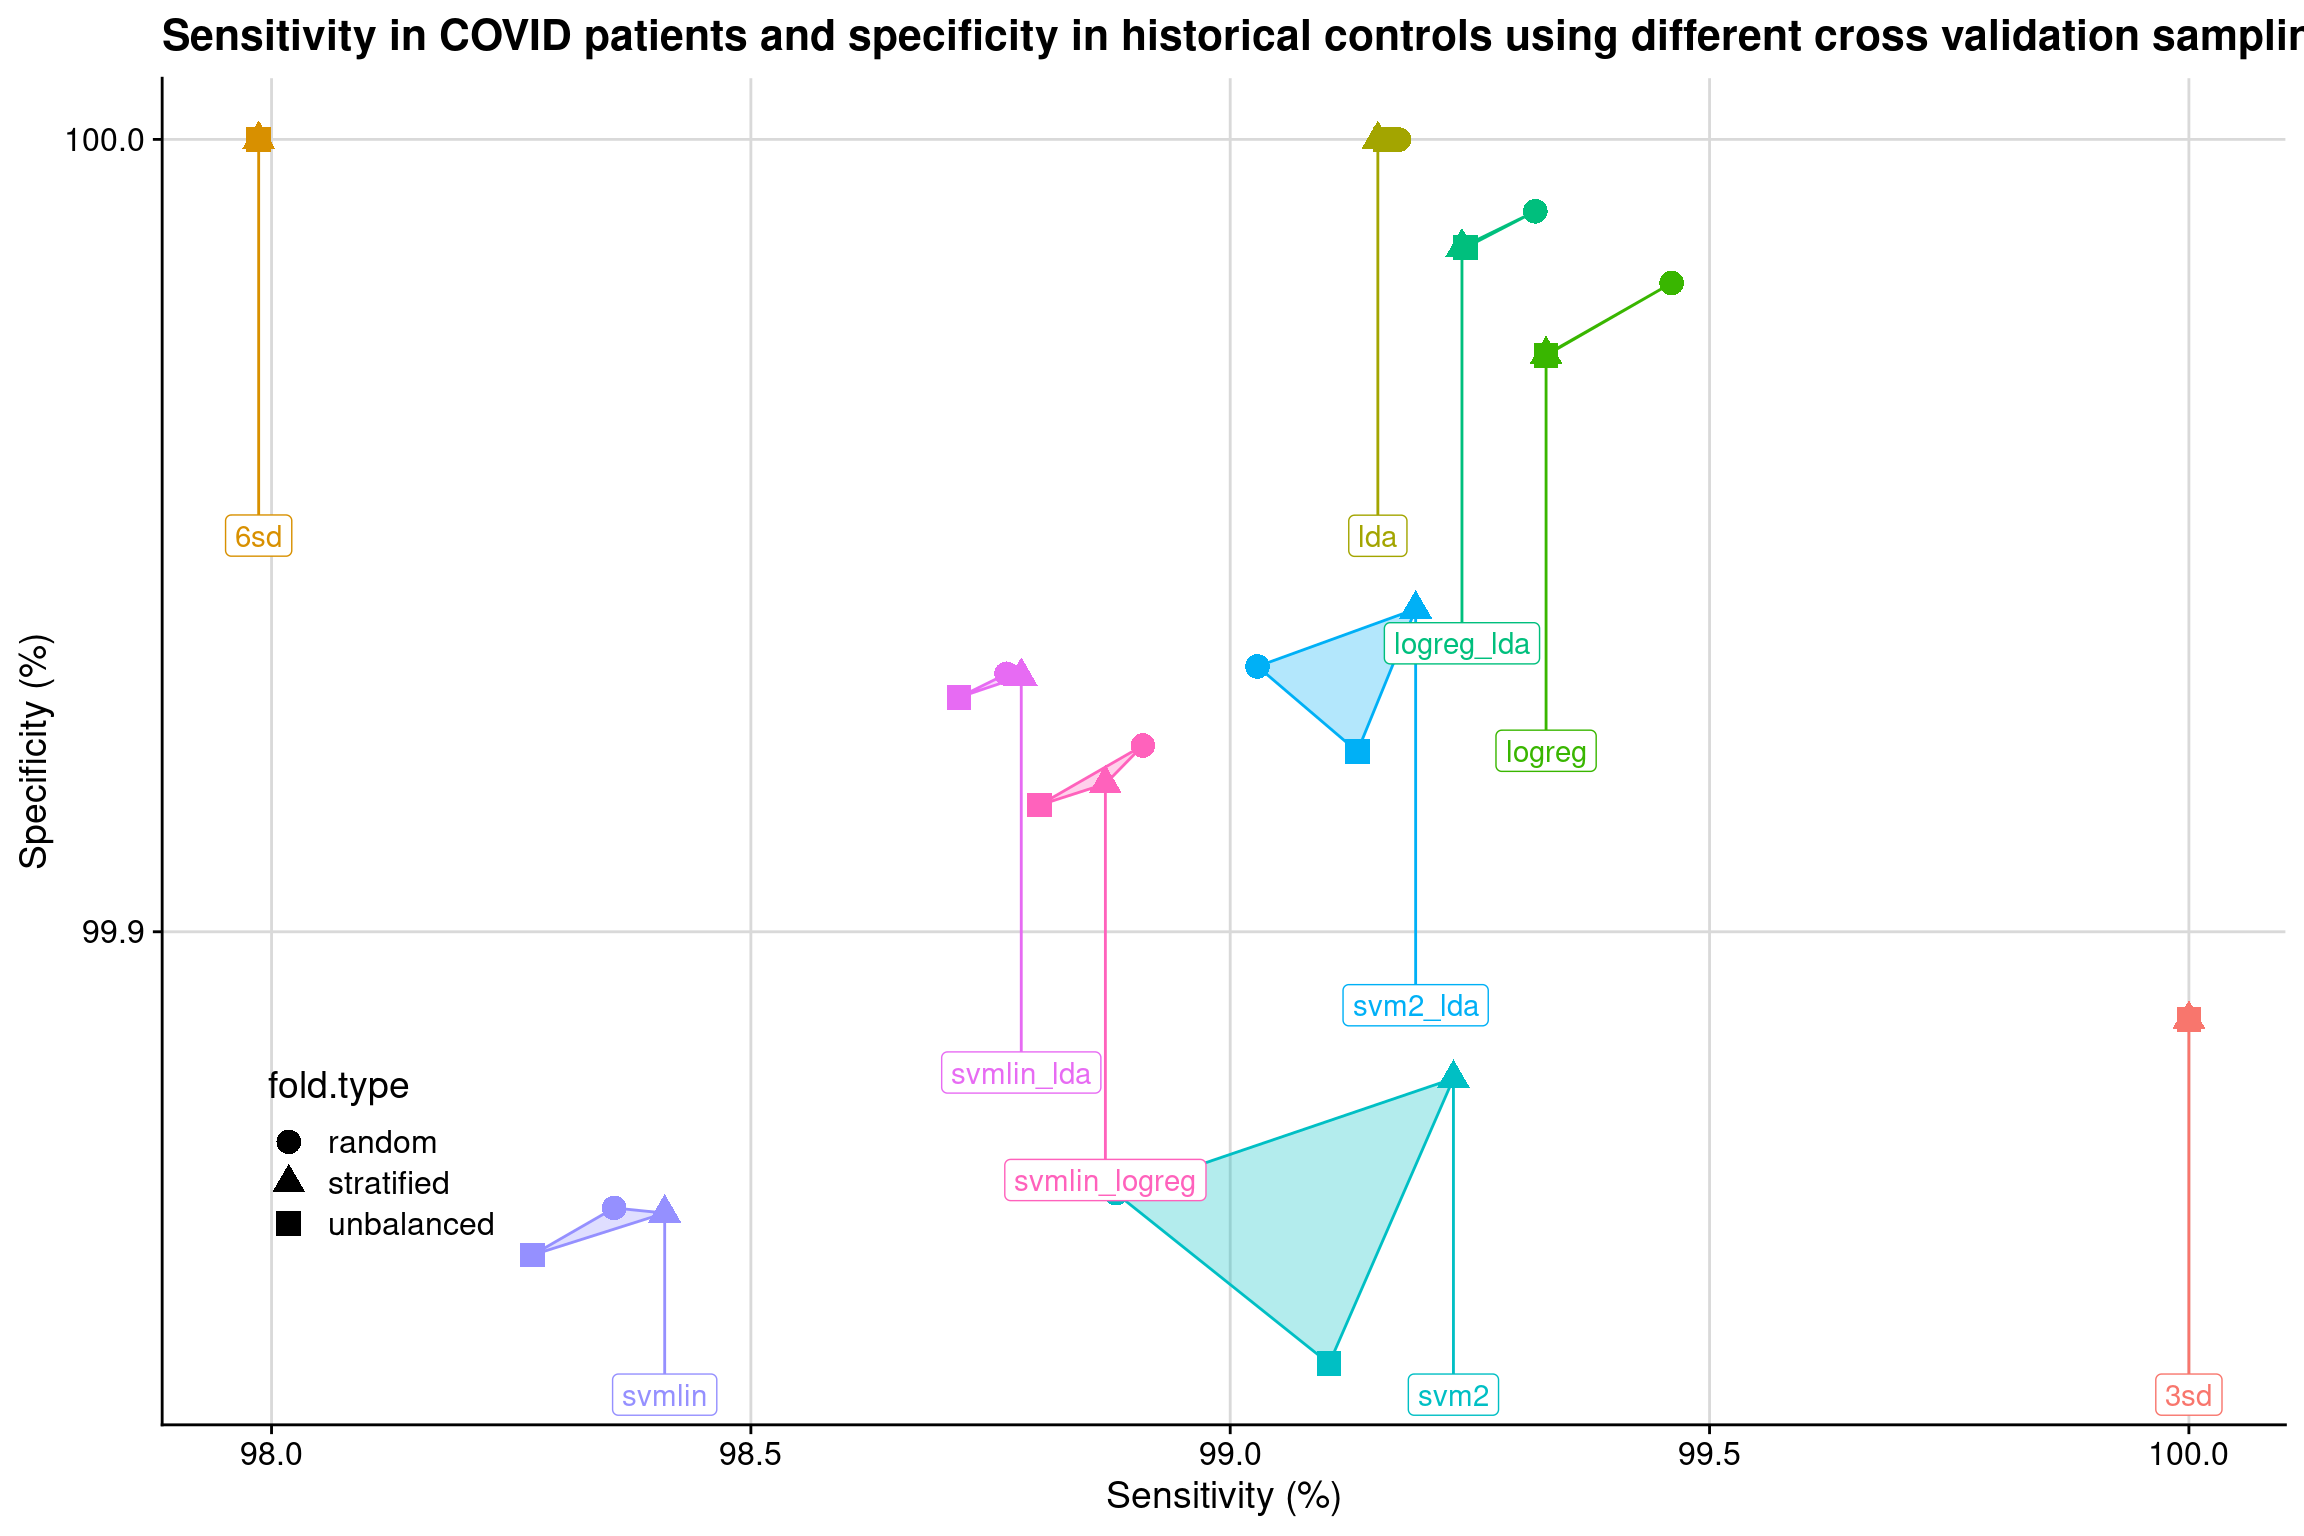 Sensitivity in COVID patients and specificity in historical controls using different cross validation
100.0
99.9
Specificity (%)
6sd
lda
logreg_lda
logreg
svm2_lda
svmlin_lda
svmlin_logreg
svmlin
svm2
3sd
fold.type
random
stratified
unbalanced
98.0
98.5
99.0
99.5
100.0
Sensitivity (%)